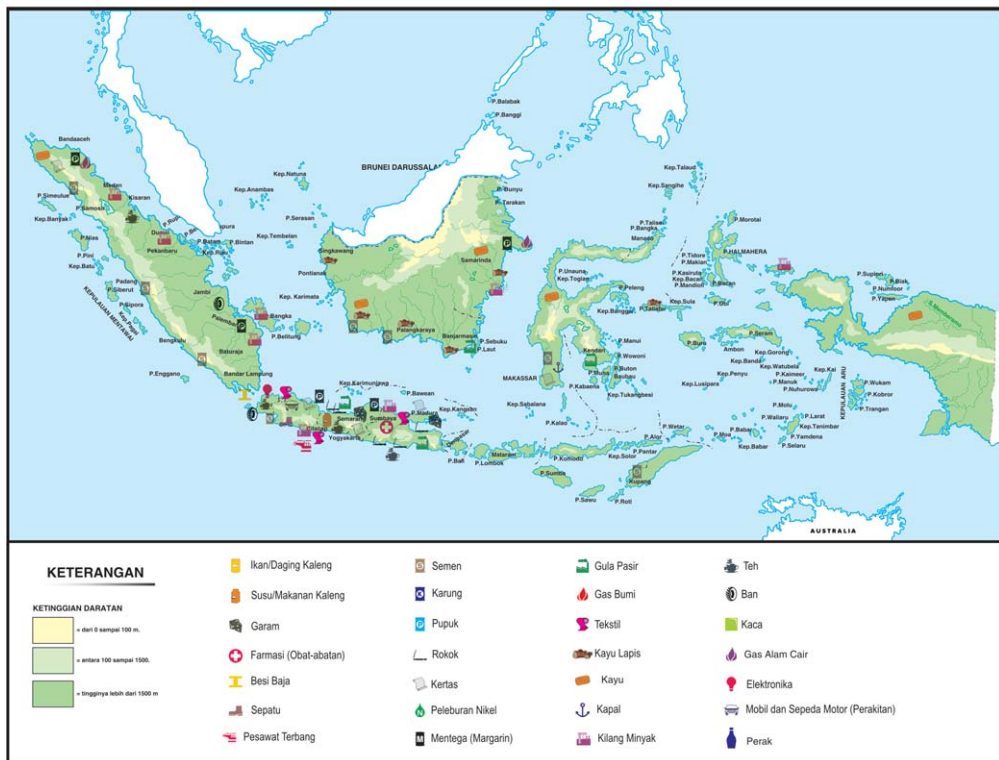 P.Balabak
P.Banggi
Bandaaceh
BRUNEI DARUSSALA
Kep.Natuna
Kep.Talaud
Kep.Sangihe
P.Simeulue
Medan
Kisaran
Kep.Anambas
P. Bunyu
P. Tarakan
Kep.Banyak
P.Samosir
P.Serasan
P.Talise
P.Bangka
Manado
P.Morotai
P.Nias
Dumai
P.Batam
P.Bintan
Kep.Tembelan
Singkawang
Samarinda
P.Tidore
P.Makian
P.HALMAHERA
P.Pini
Kep.Batu
Pekanbaru
Pontianak
P.Unauna
Kep.Togian
P.Kasiruta
Kep.Bacan
P.Mandioli
P.Bacan
P.Obi
P.Supiori
P.Biak
P.Numfoor
P.Yapen
Padang
P.Siberut
P.Sipora
Kep.Pagai
KEPULAUAN MENTAWAI
Jambi
Kep. Karimata
P.Peleng
Kep.Banggai
P.Taliabu
Kep.Sula
Bangka
P.Belitung
Palembang
Palangkaraya
Banjarmasin
P.Sebuku
P.Laut
P.Buru
P.Seram
Ambon
Bengkulu
Baturaja
P.Enggano
Bandar Lampung
MAKASSAR
Kendari
P.Manui
P.Wowoni
P.Buton
Baubau
P.Muna
P.Kabaena
Kep.Tukangbesi
Kep.Gorong
Kep.Banda
Kep.Watubela
Kep.Penyu
P.Kaimeer
P.Manuk
P.Nuhurowa
Kep.Kai
Kep.Lusipara
KEPULAUAN ARU
P.Wukam
P.Kobror
P.Trangan
Kep.Karimunjawa
P.Bawean
Kep.Kangean
Kep.Sabalana
P.Kalao
P.Molu
P.Waliaru
P.Larat
Kep.Tanimbar
P.Yamdena
P.Selaru
Semarang
Surabaya
P.Madura
Cilacap
Yogyakarta
Denpasar
P.Bali
P.Lombok
Mataram
P.Komodo
P.Sumba
P.Sawu
P.Roti
Kupang
Kep.Solor
P.Pantar
P.Alor
P.Wetar
P.Moa
P.Babar
Kep.Babar
AUSTRALIA
KETERANGAN
KETINGGIAN DARATAN
= dari 0 sampai 100 m.
= antara 100 sampai 1500.
= tingginya lebih dari 1500 m
Ikan/Daging Kaleng
Susu/Makanan Kaleng
Garam
Farmasi (Obat-abatan)
Besi Baja
Sepatu
Pesawat Terbang
Semen
Karung
Pupuk
Rokok
Kertas
Peleburan Nikel
Mentega (Margarin)
Gula Pasir
Gas Bumi
Tekstil
Kayu Lapis
Kayu
Kapal
Kilang Minyak
Teh
Ban
Kaca
Gas Alam Cair
Elektronika
Mobil dan Sepeda Motor (Perakitan)
Perak